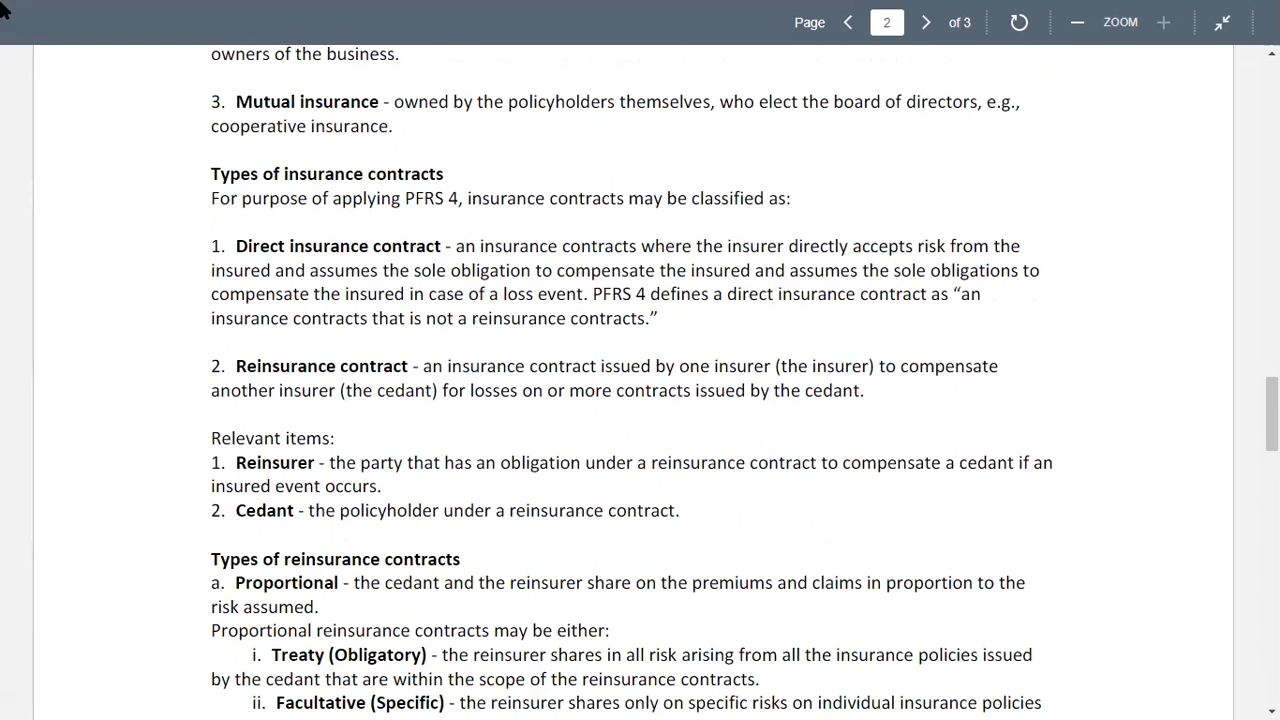 Page 2 of 3 ZOOM
owners of the business.
3. Mutual insurance - owned by the policyholders themselves, who elect the board of directors, e.g.,
cooperative insurance.
Types of insurance contracts
For purpose of applying PFRS 4, insurance contracts may be classified as:
1. Direct insurance contract - an insurance contracts where the insurer directly accepts risk from the
insured and assumes the sole obligation to compensate the insured and assumes the sole obligations to
compensate the insured in case of a loss event. PFRS 4 defines a direct insurance contract as “an
insurance contracts that is not a reinsurance contracts.”
2. Reinsurance contract - an insurance contract issued by one insurer (the insurer) to compensate
another insurer (the cedant) for losses on or more contracts issued by the cedant.
Relevant items:
1. Reinsurer - the party that has an obligation under a reinsurance contract to compensate a cedant if an
insured event occurs.
2. Cedant - the policyholder under a reinsurance contract.
Types of reinsurance contracts
a. Proportional - the cedant and the reinsurer share on the premiums and claims in proportion to the
risk assumed.
Proportional reinsurance contracts may be either:
i. Treaty (Obligatory) - the reinsurer shares in all risk arising from all the insurance policies issued
by the cedant that are within the scope of the reinsurance contracts.
ii. Facultative (Specific) - the reinsurer shares only on specific risks on individual insurance policies